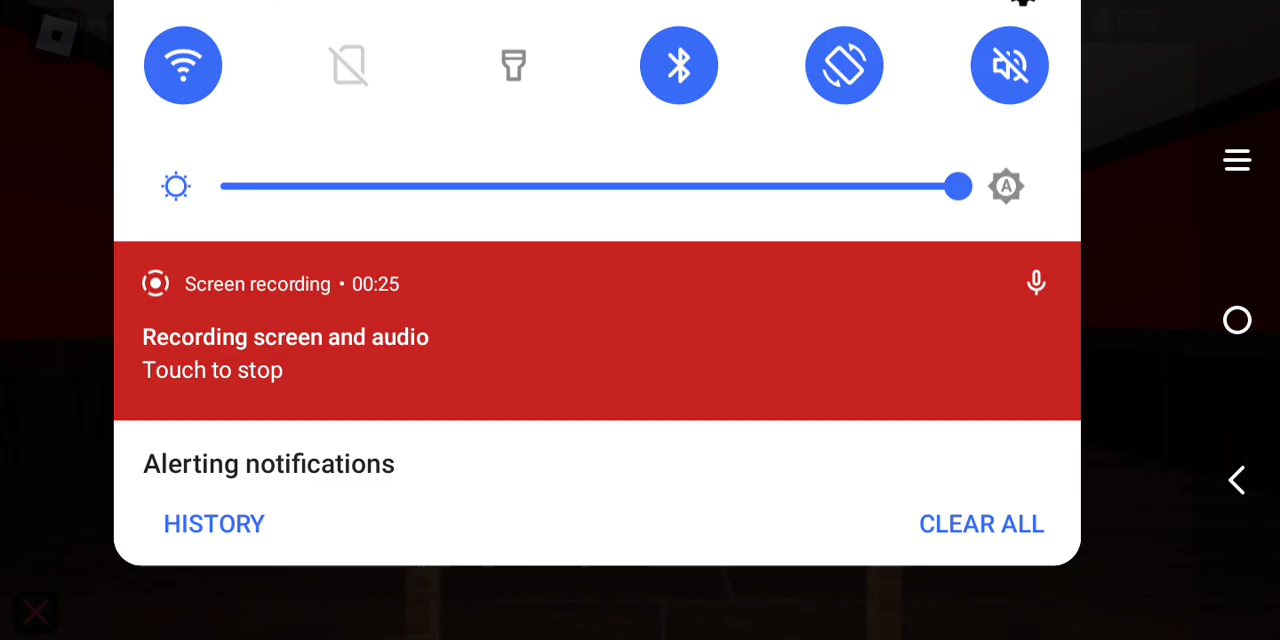 Screen recording • 00:25
Recording screen and audio
Touch to stop
Alerting notifications
HISTORY
CLEAR ALL